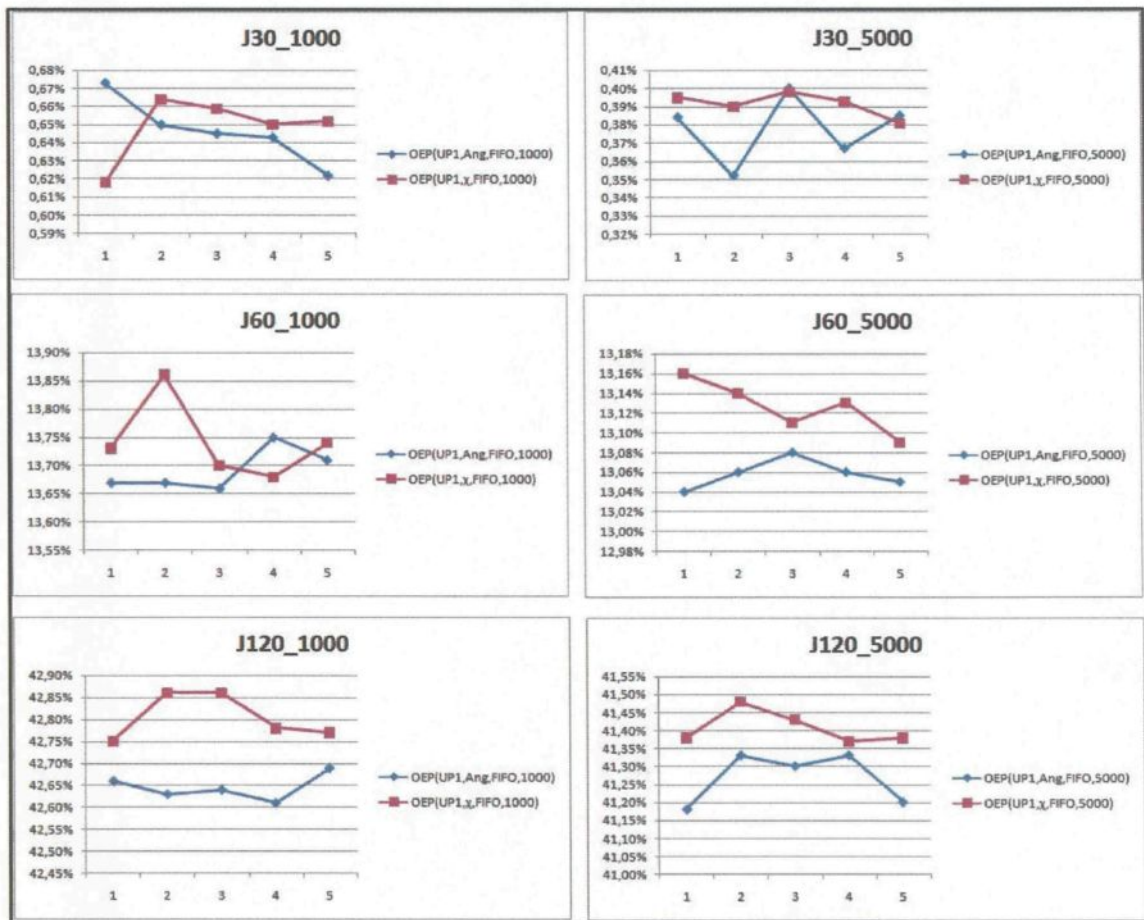 J30_1000
0,68%
0,67%
0,66%
0,65%
0,63%
0,62%
0,61%
0,60%
0,59%
1 2 3 4 5
OEP(UP1,Ang,FIFO,1000)
OEP(UP1,χ,FIFO,1000)
J30_5000
0,41%
0,40%
0,39%
0,38%
0,37%
0,36%
0,35%
0,34%
0,33%
0,32%
1 2 3 4 5
OEP(UP1,Ang,FIFO,5000)
OEP(UP1,χ,FIFO,5000)
J60_1000
13,90%
13,85%
13,80%
13,75%
13,70%
13,65%
13,60%
13,55%
1 2 3 4 5
OEP(UP1,Ang,FIFO,1000)
OEP(UP1,χ,FIFO,1000)
J60_5000
13,18%
13,16%
13,14%
13,12%
13,10%
13,08%
13,06%
13,04%
13,02%
13,00%
12,98%
1 2 3 4 5
OEP(UP1,Ang,FIFO,5000)
OEP(UP1,χ,FIFO,5000)
J120_1000
42,90%
42,85%
42,80%
42,75%
42,70%
42,65%
42,60%
42,55%
42,50%
42,45%
1 2 3 4 5
OEP(UP1,Ang,FIFO,1000)
OEP(UP1,χ,FIFO,1000)
J120_5000
41,55%
41,50%
41,45%
41,40%
41,35%
41,30%
41,25%
41,20%
41,15%
41,10%
41,05%
41,00%
1 2 3 4 5
OEP(UP1,Ang,FIFO,5000)
OEP(UP1,χ,FIFO,5000)